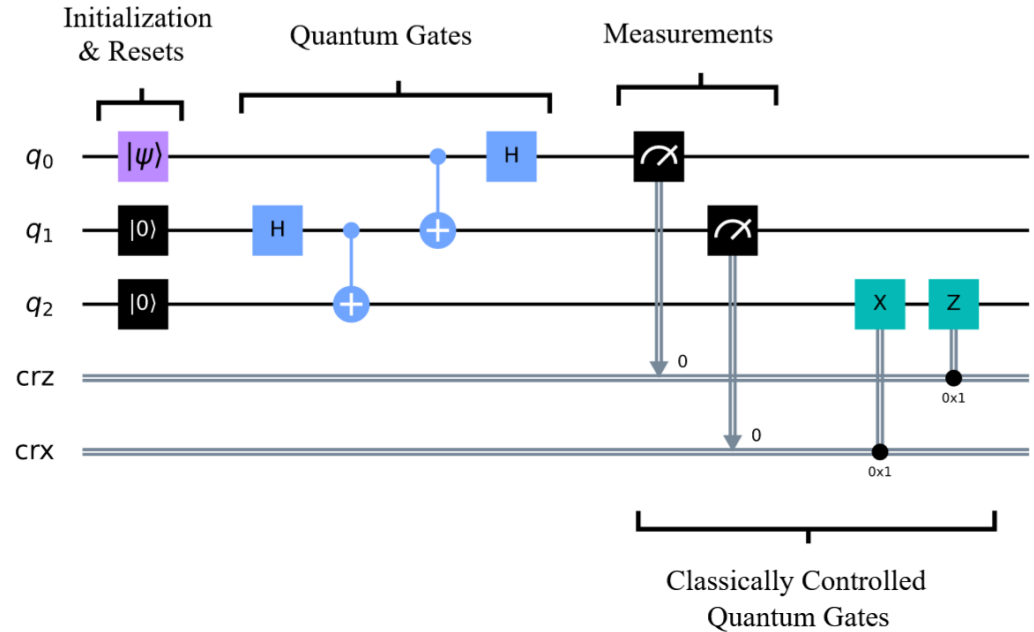 Initialization
& Resets
Quantum Gates
Measurements
q₀ |ψ⟩ H
q₁ |0⟩ H
q₂ |0⟩ X Z
crz 0 0x1
crx 0 0x1
Classically Controlled
Quantum Gates